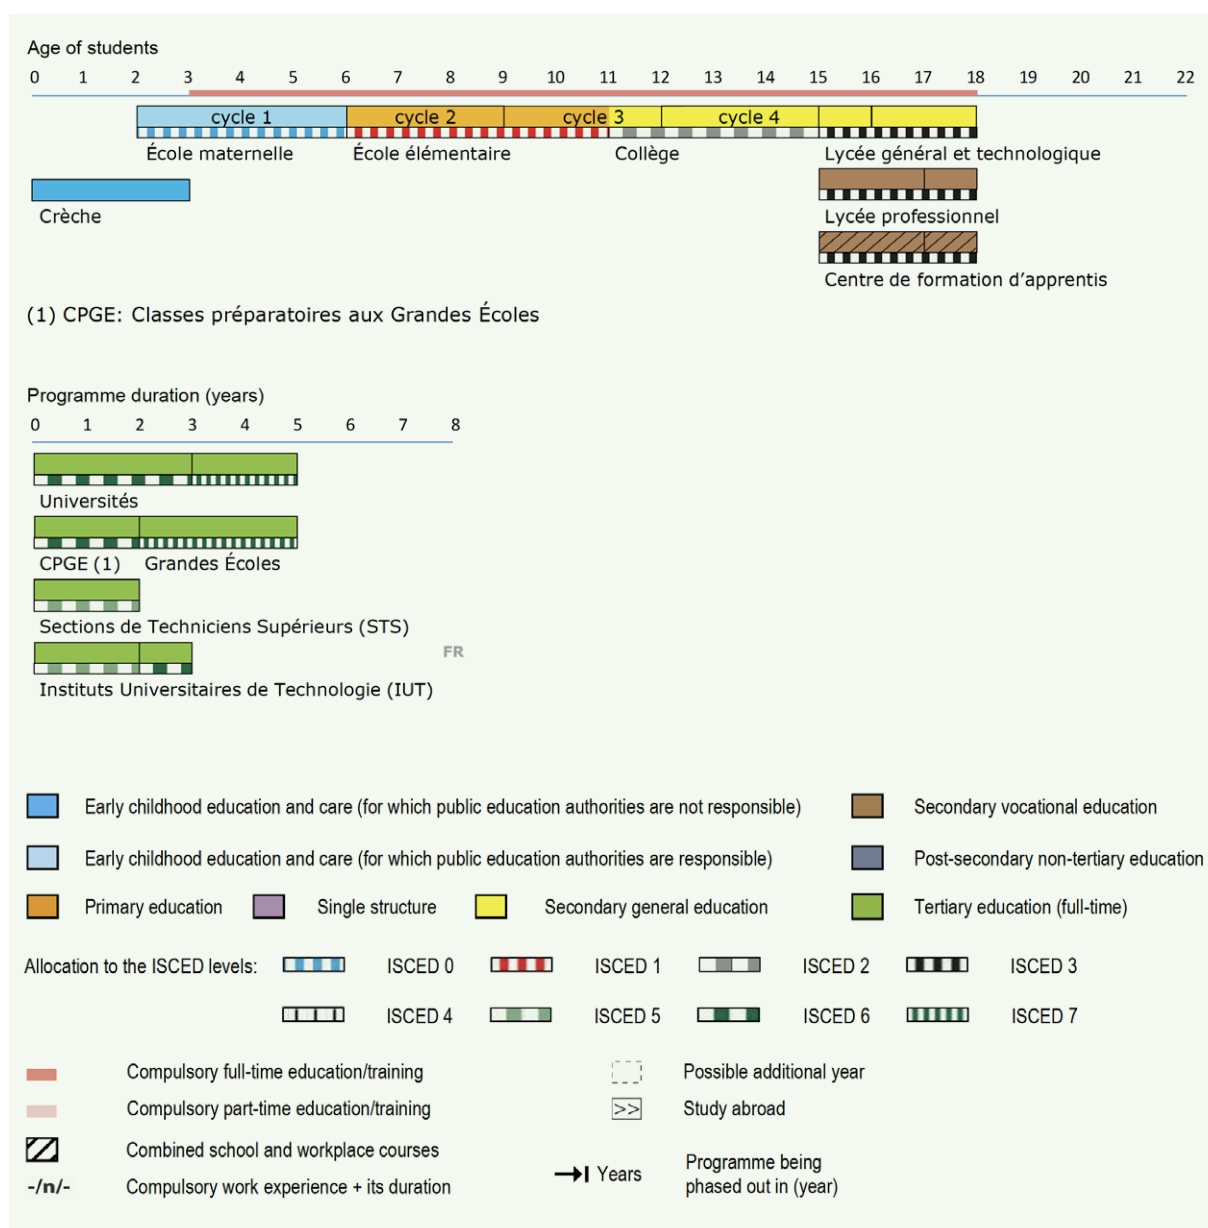 Age of students
0 1 2 3 4 5 6 7 8 9 10 11 12 13 14 15 16 17 18 19 20 21 22
cycle 1 cycle 2 cycle 3 cycle 4
École maternelle École élémentaire Collège Lycée général et technologique
Crèche Lycée professionnel
Centre de formation d’apprentis
(1) CPGE: Classes préparatoires aux Grandes Écoles
Programme duration (years)
0 1 2 3 4 5 6 7 8
Universités
CPGE (1) Grandes Écoles
Sections de Techniciens Supérieurs (STS)
FR
Instituts Universitaires de Technologie (IUT)
Early childhood education and care (for which public education authorities are not responsible) Secondary vocational education
Early childhood education and care (for which public education authorities are responsible) Post-secondary non-tertiary education
Primary education Single structure Secondary general education Tertiary education (full-time)
Allocation to the ISCED levels: ISCED 0 ISCED 1 ISCED 2 ISCED 3
ISCED 4 ISCED 5 ISCED 6 ISCED 7
Compulsory full-time education/training Possible additional year
Compulsory part-time education/training >> Study abroad
Combined school and workplace courses
-/n/- Compulsory work experience + its duration
Years Programme being
phased out in (year)